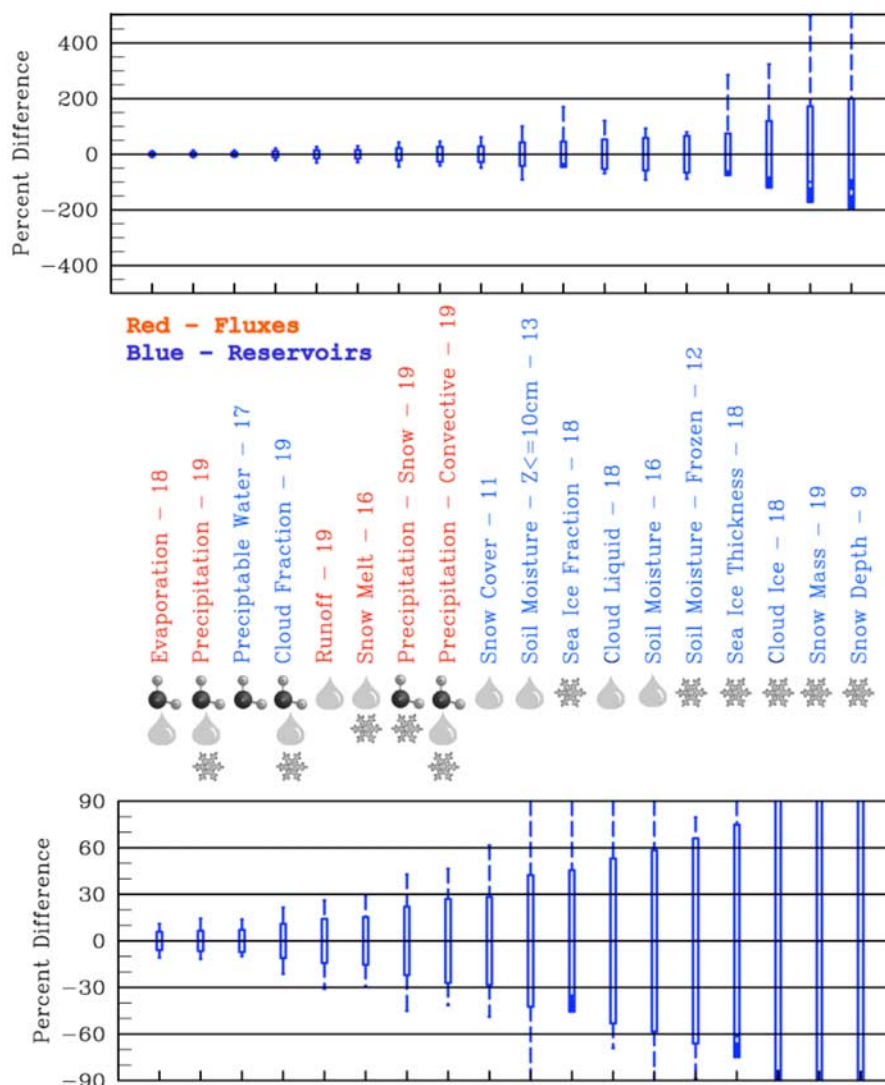 400
200
0
−200
−400
Percent Difference
Red − Fluxes
Blue − Reservoirs
Evaporation − 18
Precipitation − 19
Preciptable Water − 17
Cloud Fraction − 19
Runoff − 19
Snow Melt − 16
Precipitation − Snow − 19
Precipitation − Convective − 19
Snow Cover − 11
Soil Moisture − Z<=10cm − 13
Sea Ice Fraction − 18
Cloud Liquid − 18
Soil Moisture − 16
Soil Moisture − Frozen − 12
Sea Ice Thickness − 18
Cloud Ice − 18
Snow Mass − 19
Snow Depth − 9
90
60
30
0
−30
−60
−90
Percent Difference